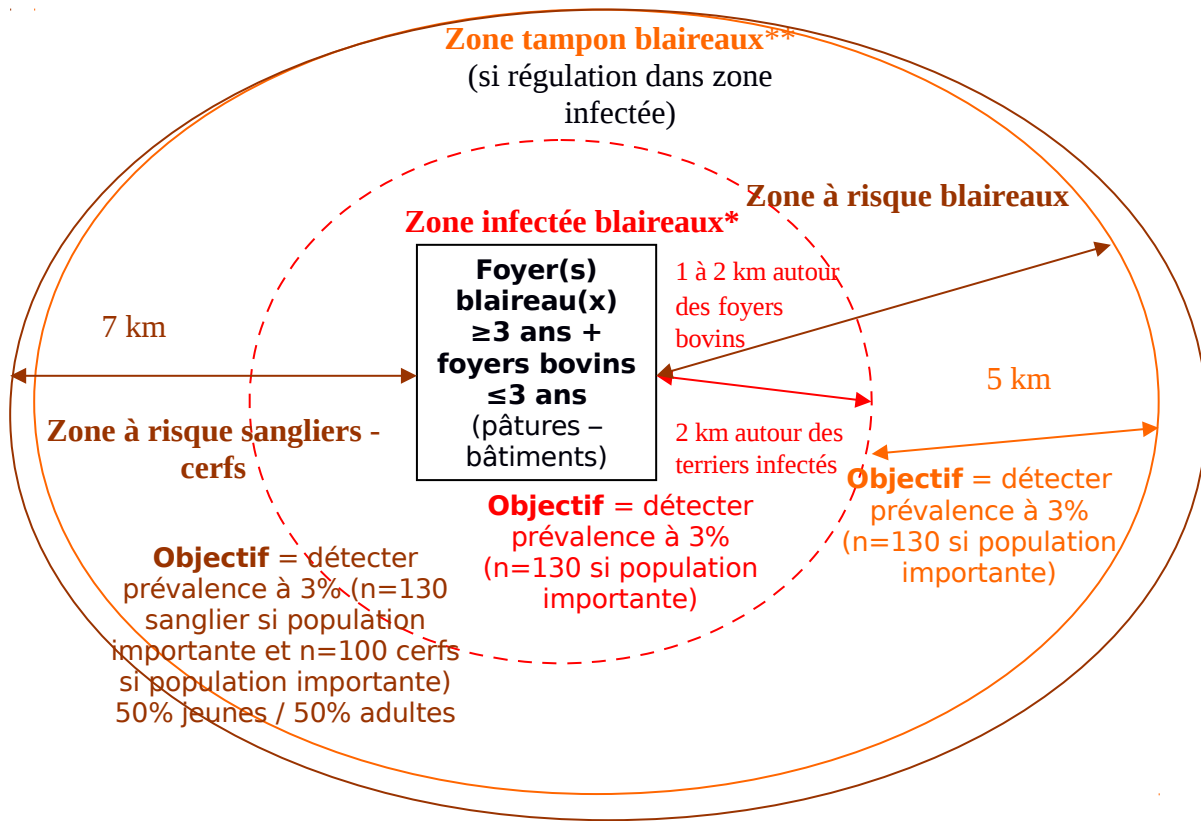 Zone tampon blaireaux**
(si régulation dans zone
infectée)
Zone à risque blaireaux
Zone infectée blaireaux*
Foyer(s)
blaireau(x)
≥3 ans +
foyers bovins
≤3 ans
(pâtures –
bâtiments)
1 à 2 km autour
des foyers
bovins
7 km
5 km
Zone à risque sangliers -
cerfs
2 km autour des
terriers infectés
Objectif = détecter
prévalence à 3%
(n=130 si population
importante)
Objectif = détecter
prévalence à 3%
(n=130 si population
importante)
Objectif = détecter
prévalence à 3% (n=130
sanglier si population
importante et n=100 cerfs
si population importante)
50% jeunes / 50% adultes